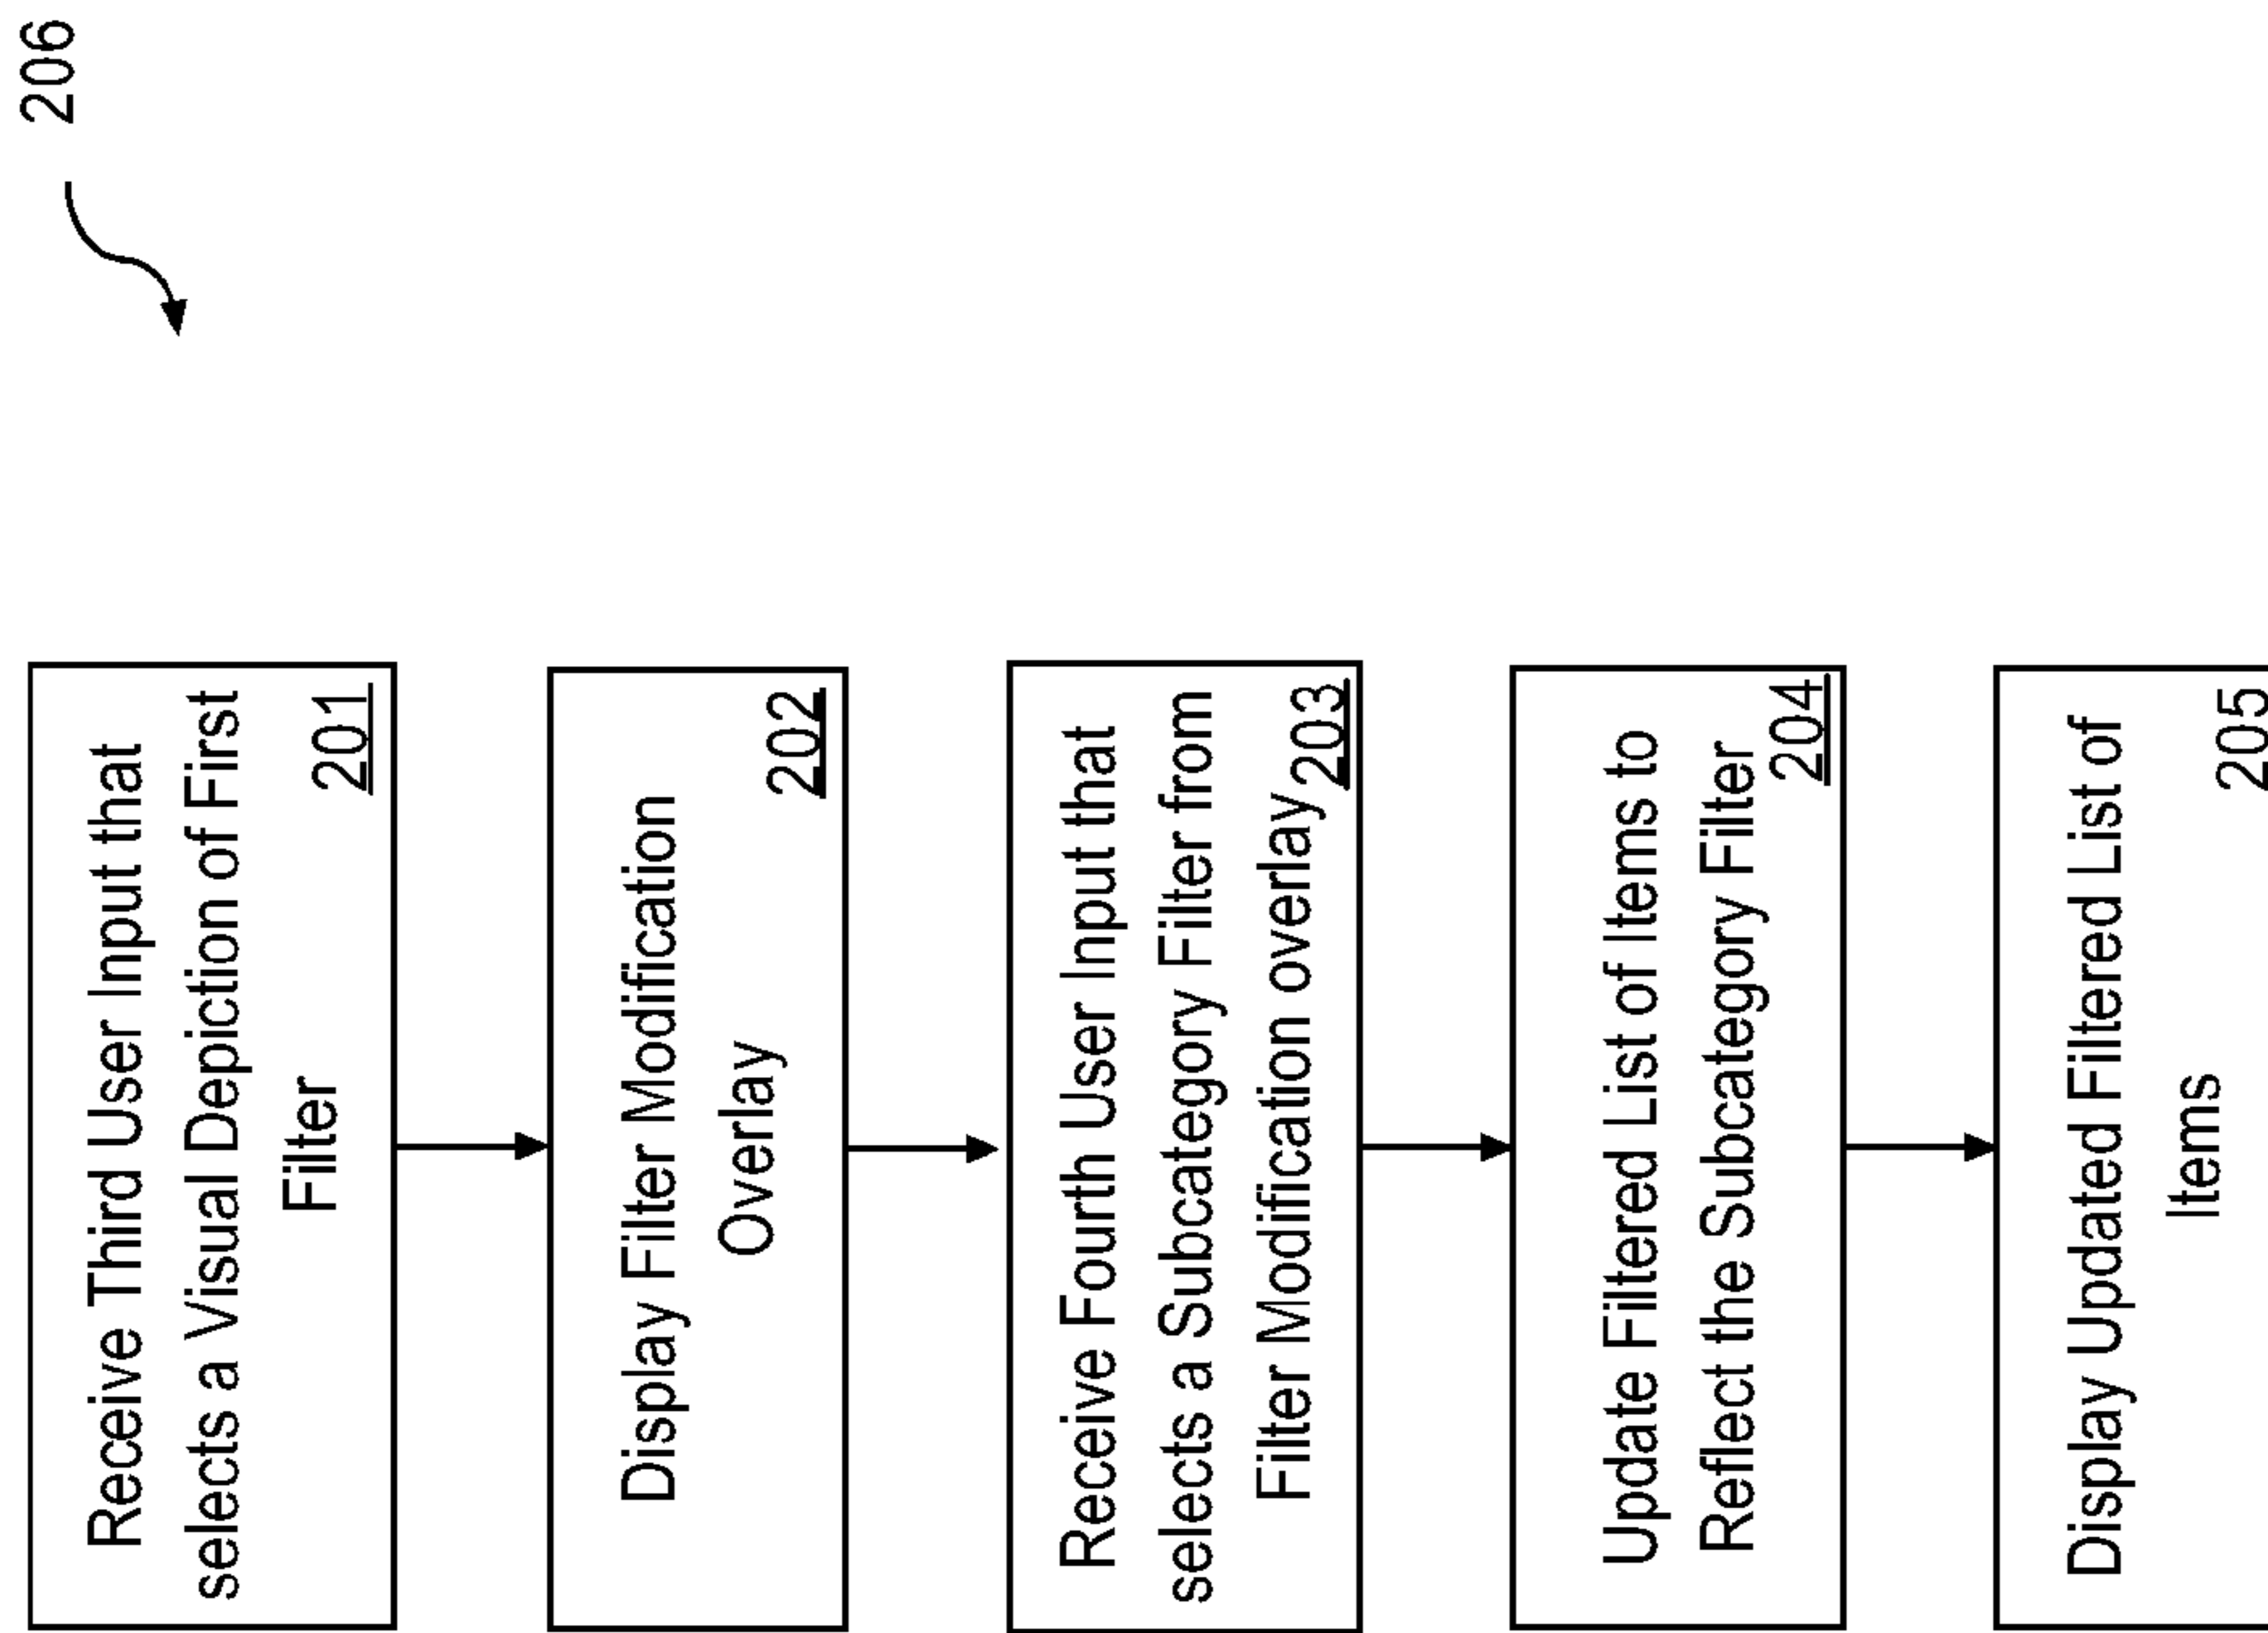 206
Receive Third User Input that
selects a Visual Depiction of First
Filter
201
Display Filter Modification
Overlay
202
Receive Fourth User Input that
selects a Subcategory Filter from
Filter Modification overlay
203
Update Filtered List of Items to
Reflect the Subcategory Filter
204
Display Updated Filtered List of
Items
205